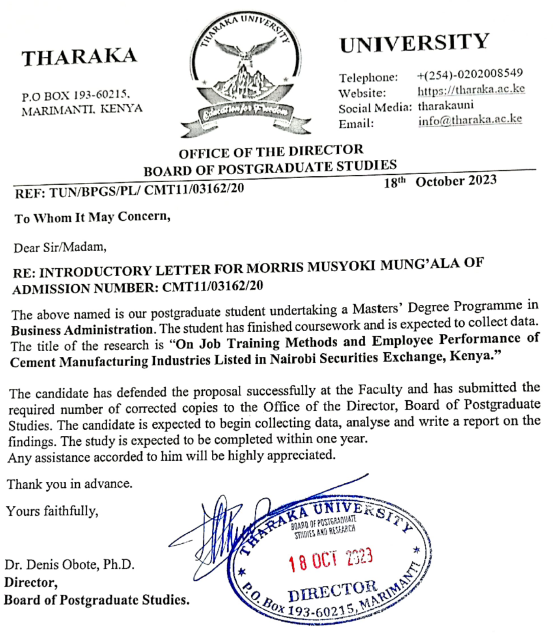 THARAKA
UNIVERSITY
P.O BOX 193-60215,
MARIMANTI, KENYA
THARAKA UNIVERSITY
Telephone: +(254)-0202008549
Website: https://tharaka.ac.ke
Social Media: tharakauni
Email: info@tharaka.ac.ke
OFFICE OF THE DIRECTOR
BOARD OF POSTGRADUATE STUDIES
REF: TUN/BPGS/PL/ CMT11/03162/20
18th October 2023
To Whom It May Concern,
Dear Sir/Madam,
RE: INTRODUCTORY LETTER FOR MORRIS MUSYOKI MUNG'ALA OF
ADMISSION NUMBER: CMT11/03162/20
The above named is our postgraduate student undertaking a Masters' Degree Programme in
Business Administration. The student has finished coursework and is expected to collect data.
The title of the research is "On Job Training Methods and Employee Performance of
Cement Manufacturing Industries Listed in Nairobi Securities Exchange, Kenya."
The candidate has defended the proposal successfully at the Faculty and has submitted the
required number of corrected copies to the Office of the Director, Board of Postgraduate
Studies. The candidate is expected to begin collecting data, analyse and write a report on the
findings. The study is expected to be completed within one year.
Any assistance accorded to him will be highly appreciated.
Thank you in advance.
Yours faithfully,
Dr. Denis Obote, Ph.D.
Director,
Board of Postgraduate Studies.
THARAKA UNIVERSITY
BOARD OF POSTGRADUATE
STUDIES AND RESEARCH
18 OCT 2023
DIRECTOR
P.O. Box 193-60215, MARIMANTI